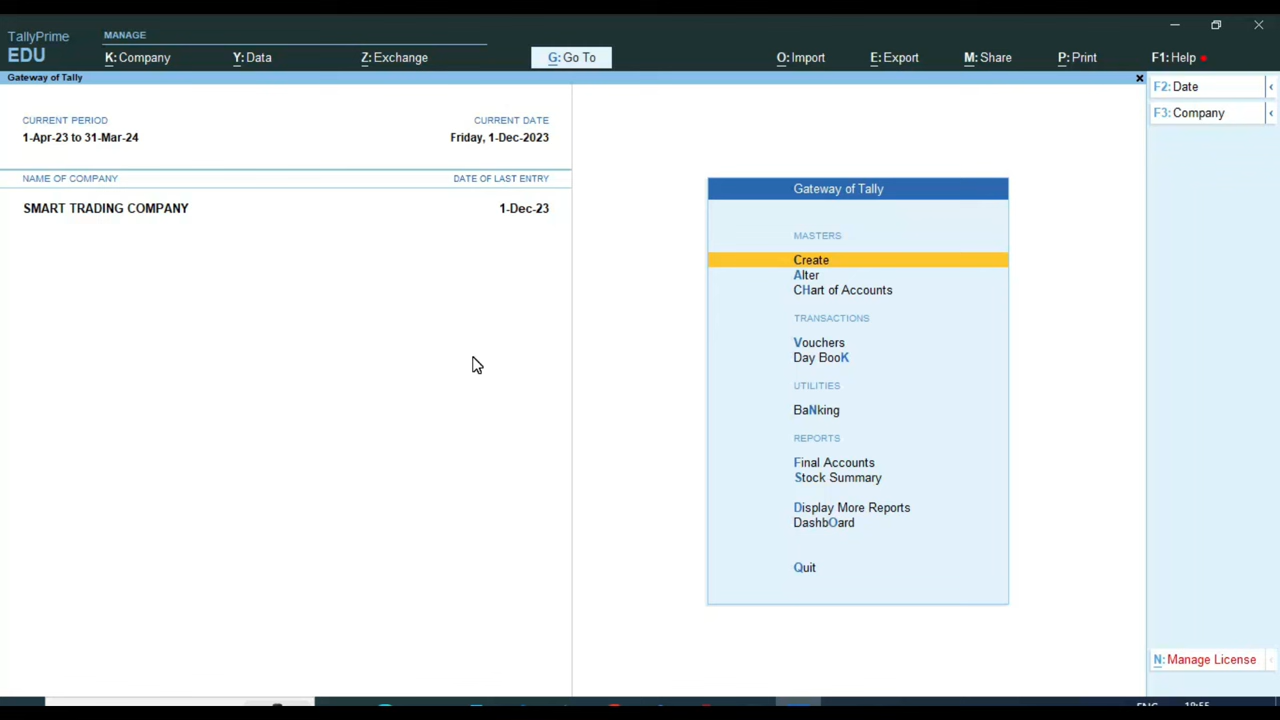 TallyPrime
EDU
MANAGE
K: Company
Y: Data
Z: Exchange
G: Go To
O: Import
E: Export
M: Share
P: Print
F1: Help
Gateway of Tally
CURRENT PERIOD
1-Apr-23 to 31-Mar-24
CURRENT DATE
Friday, 1-Dec-2023
NAME OF COMPANY
DATE OF LAST ENTRY
SMART TRADING COMPANY
1-Dec-23
Gateway of Tally
MASTERS
Create
Alter
CHart of Accounts
TRANSACTIONS
Vouchers
Day BooK
UTILITIES
BaNking
REPORTS
Final Accounts
Stock Summary
Display More Reports
DashbOard
Quit
F2: Date
F3: Company
N: Manage License
ENG
18:55